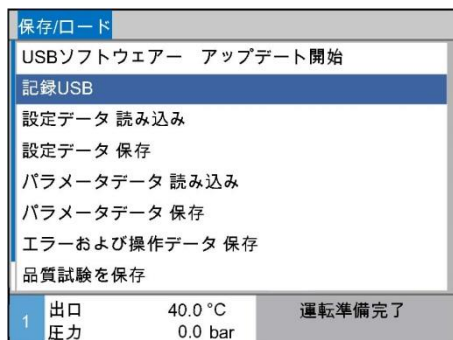 保存/ロード
USBソフトウェアー　アップデート開始
記録USB
設定データ 読み込み
設定データ 保存
パラメータデータ 読み込み
パラメータデータ 保存
エラーおよび操作データ 保存
品質試験を保存
1 出口 40.0 °C 運転準備完了
圧力 0.0 bar